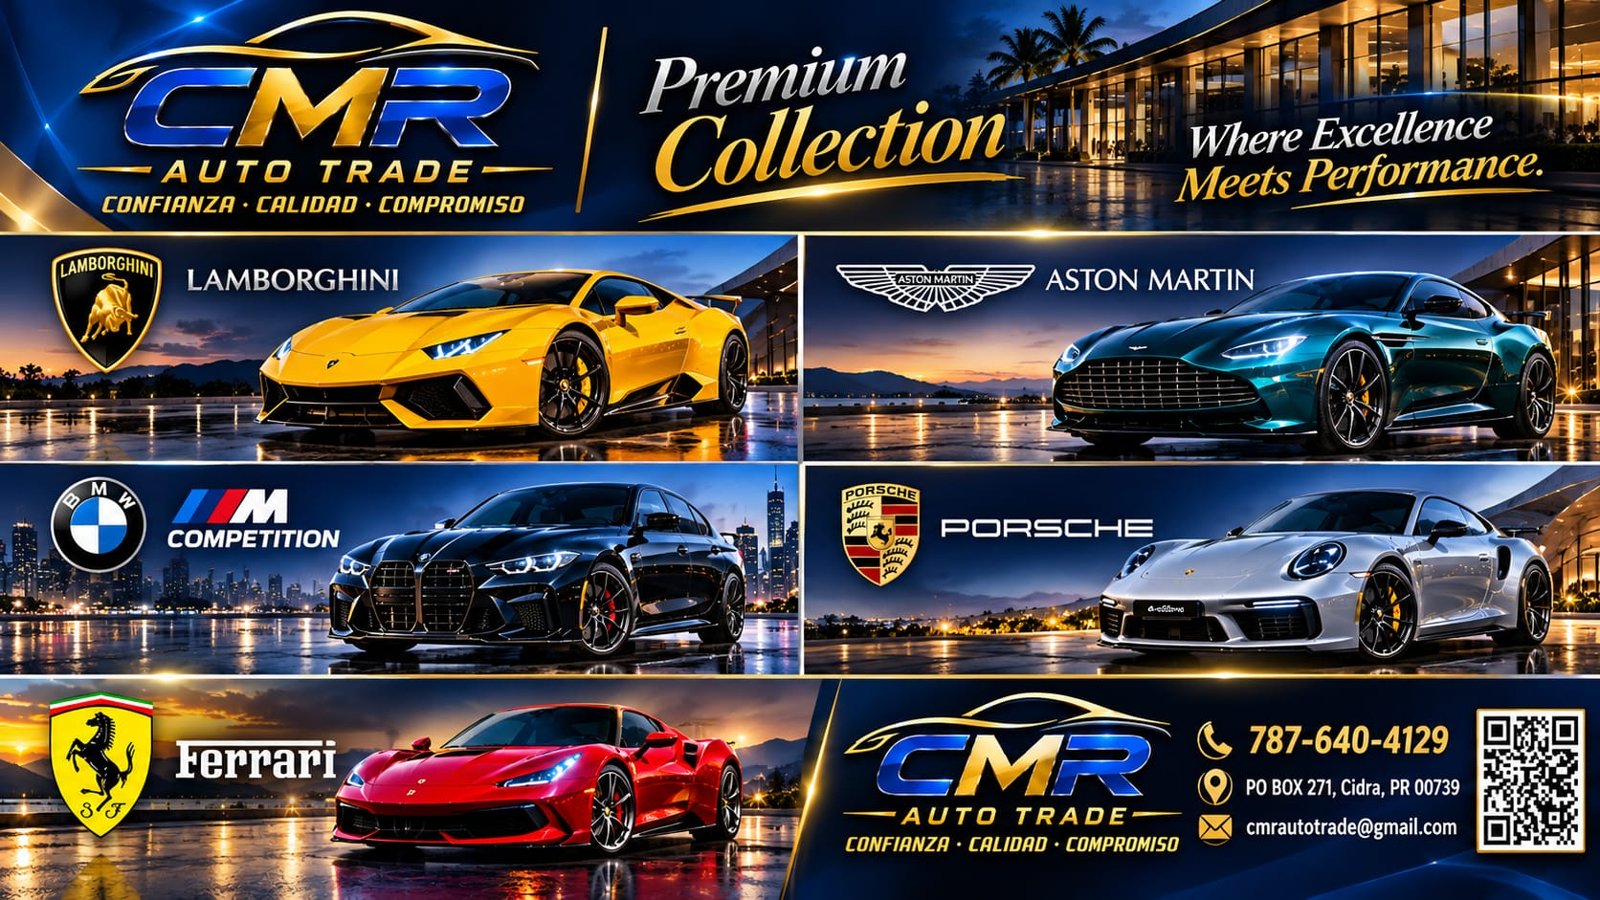 CMR
AUTO TRADE
CONFIANZA · CALIDAD · COMPROMISO
Premium
Collection
Where Excellence
Meets Performance.
LAMBORGHINI
LAMBORGHINI
ASTON MARTIN
ASTON MARTIN
BMW
M
COMPETITION
PORSCHE
PORSCHE
Ferrari
S F
CMR
AUTO TRADE
CONFIANZA · CALIDAD · COMPROMISO
787-640-4129
PO BOX 271, Cidra, PR 00739
cmrautotrade@gmail.com